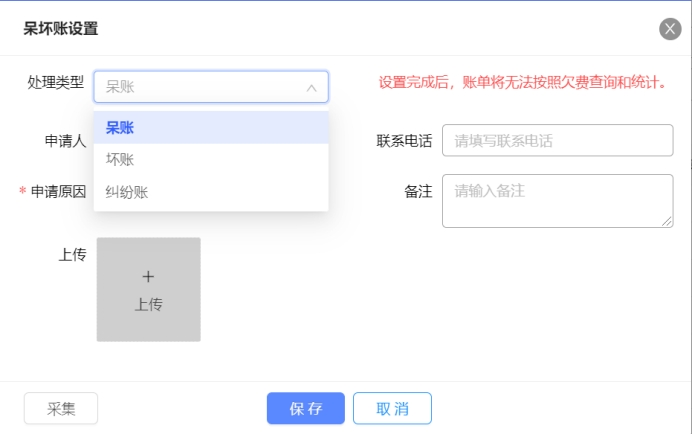 呆坏账设置
处理类型
呆账
设置完成后，账单将无法按照欠费查询和统计。
呆账
坏账
纠纷账
申请人
联系电话
请填写联系电话
* 申请原因
备注
请输入备注
上传
+
上传
采集
保存
取消